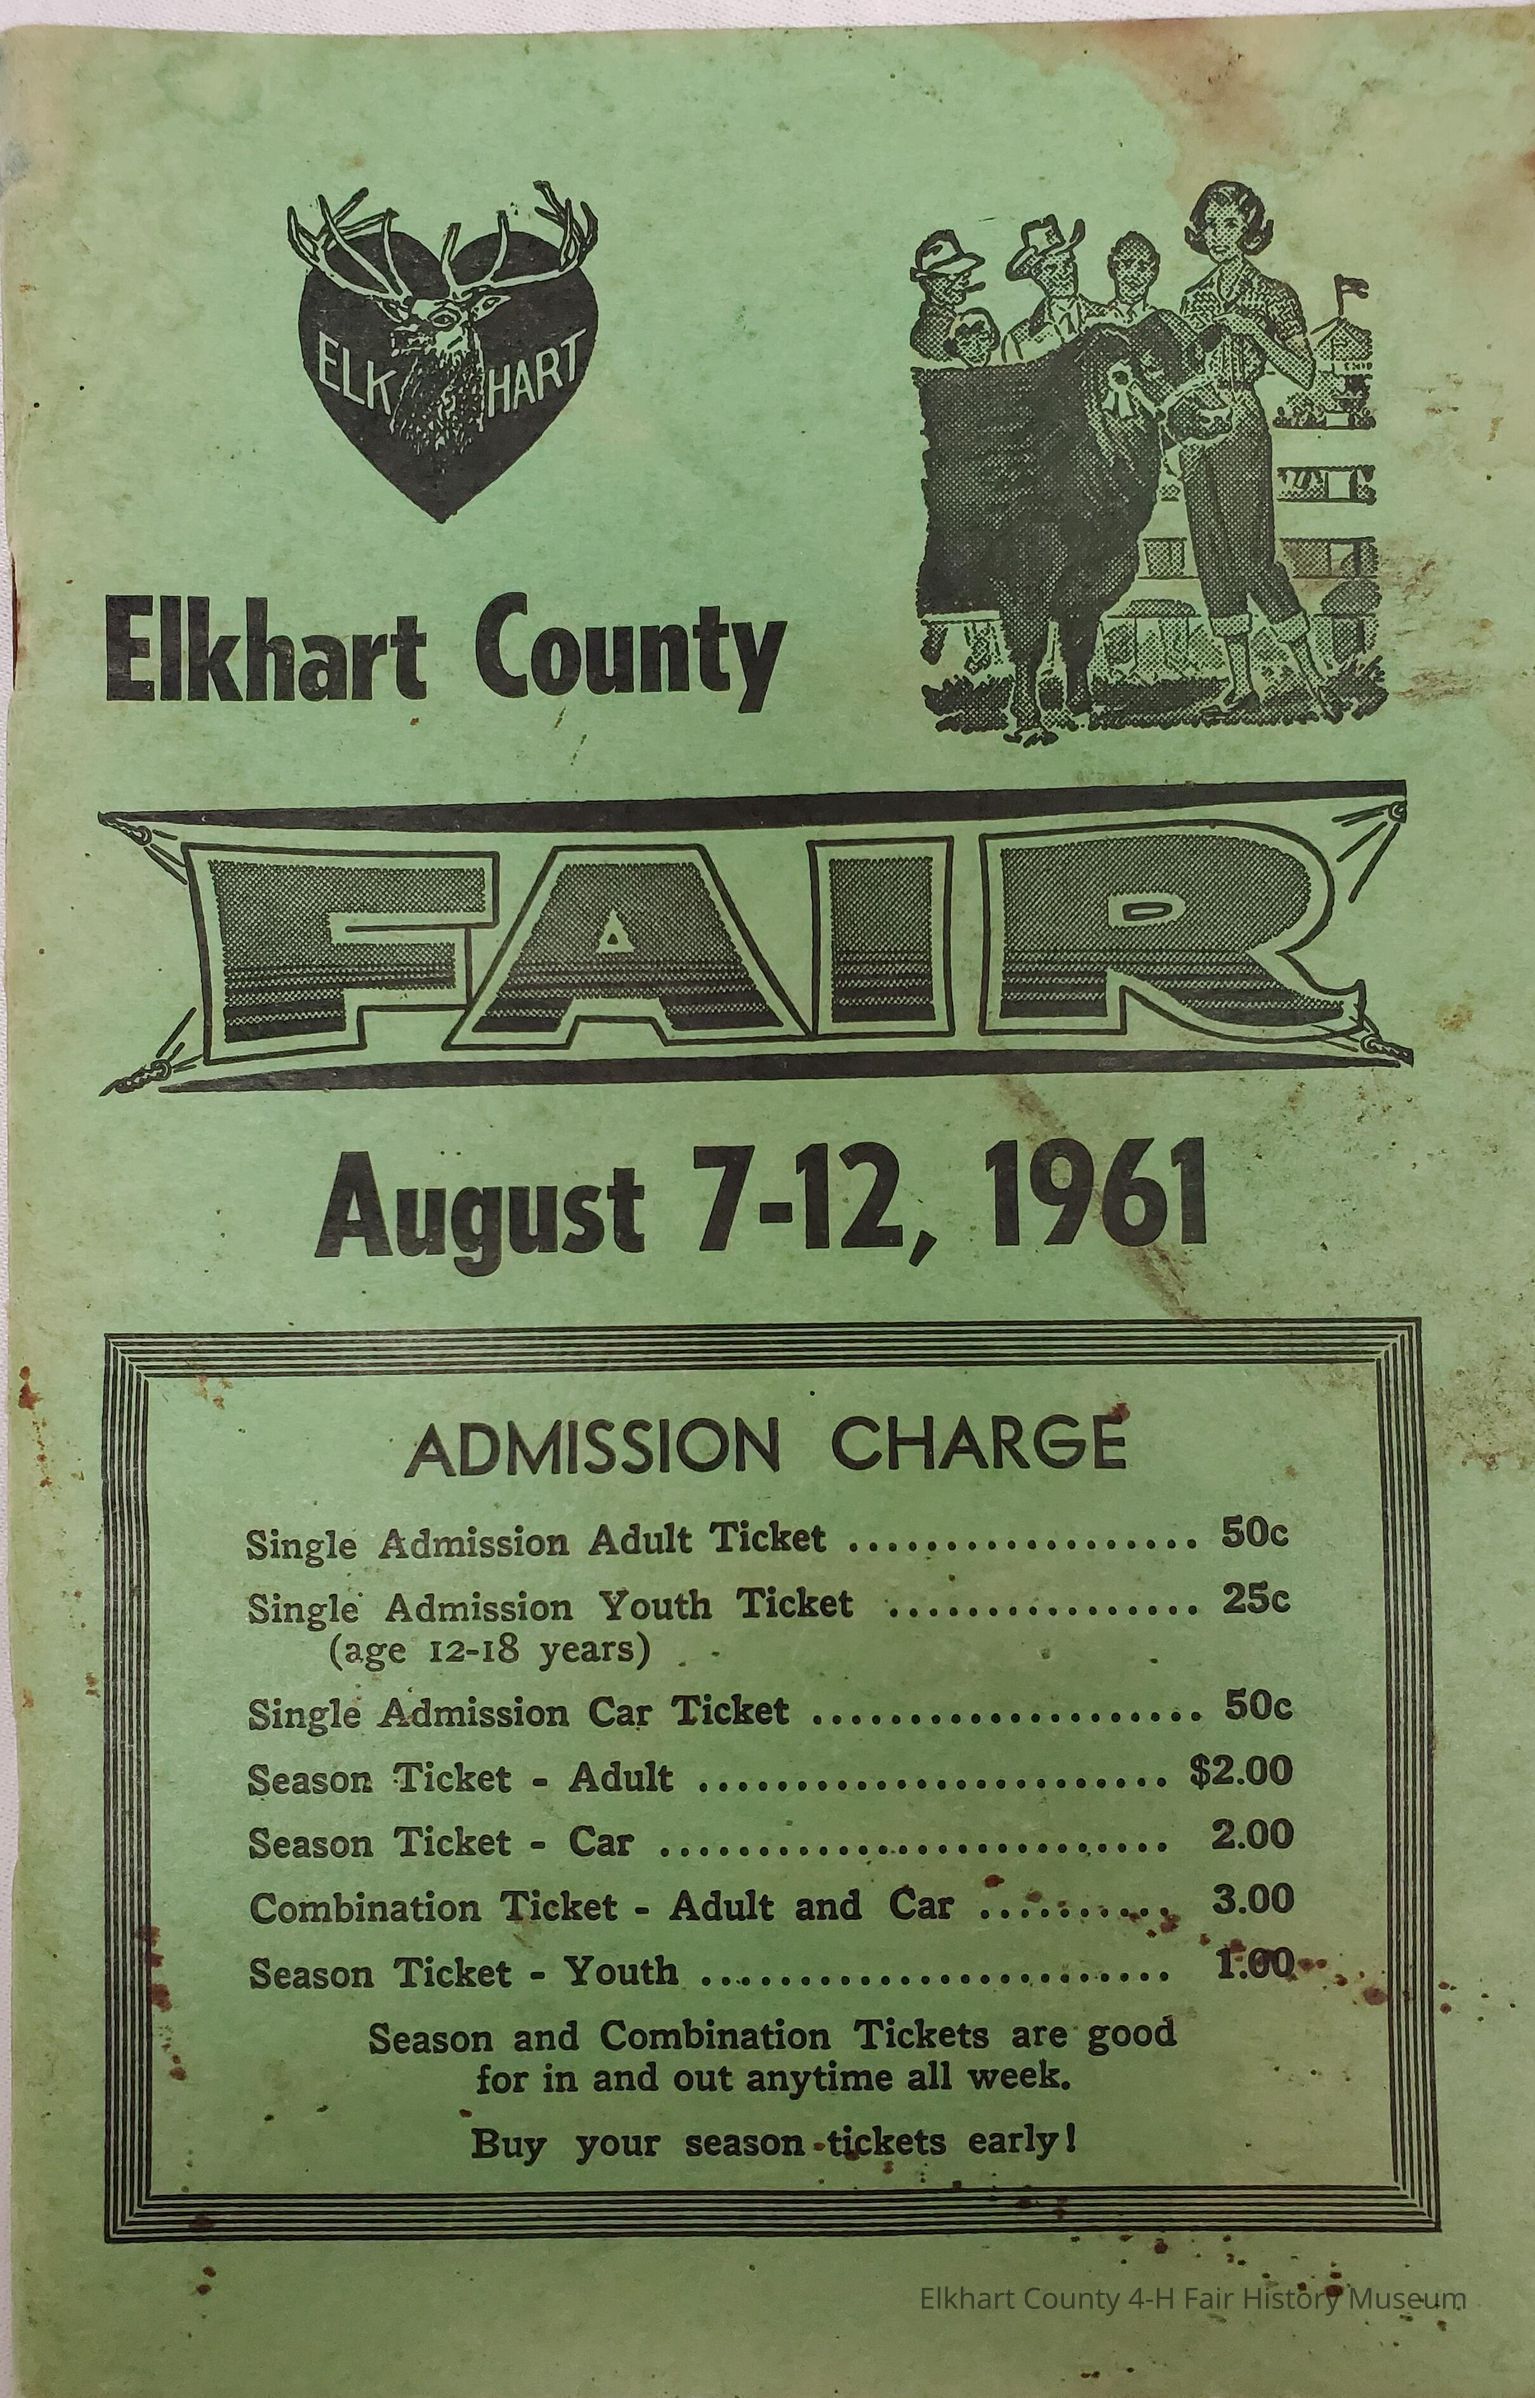 ELK HART
Elkhart County
FAIR
August 7-12, 1961
ADMISSION CHARGE
Single Admission Adult Ticket .................. 50c
Single Admission Youth Ticket ................ 25c
(age 12-18 years)
Single Admission Car Ticket .................... 50c
Season Ticket - Adult ........................ $2.00
Season Ticket - Car .......................... 2.00
Combination Ticket - Adult and Car .......... 3.00
Season Ticket - Youth ........................ 1.00
Season and Combination Tickets are good
for in and out anytime all week.
Buy your season tickets early!
Elkhart County 4-H Fair History Museum